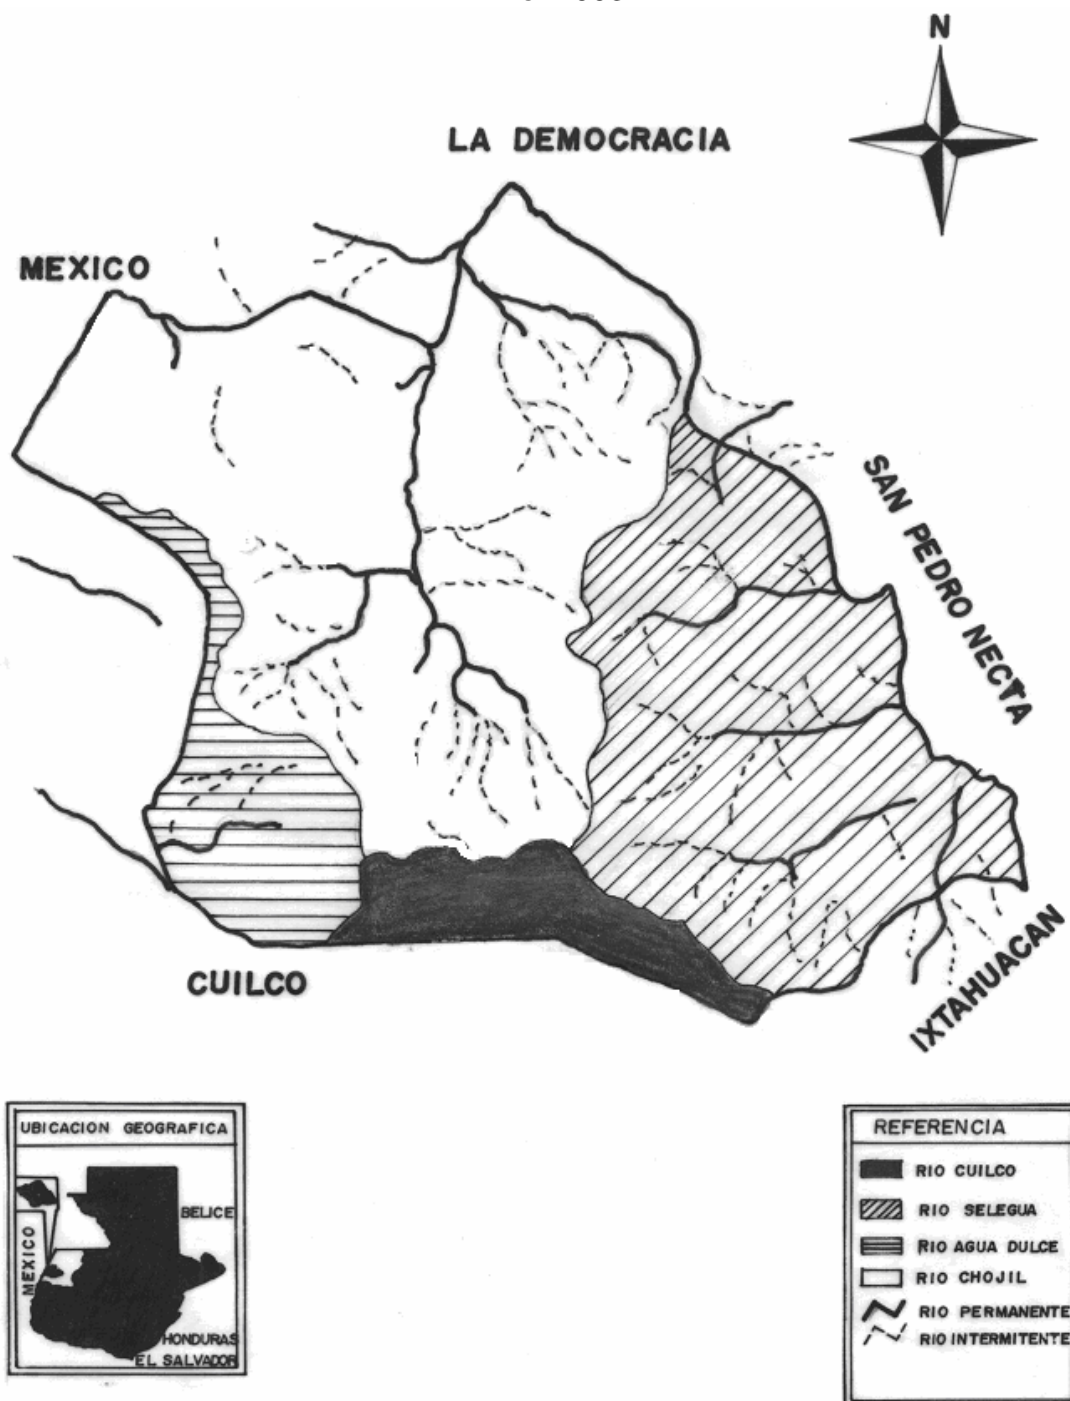 N
LA DEMOCRACIA
MEXICO
SAN PEDRO NECTA
CUILCO
IXTAHUACAN
UBICACION GEOGRAFICA
BELICE
MEXICO
HONDURAS
EL SALVADOR
REFERENCIA
RIO CUILCO
RIO SELEGUA
RIO AGUA DULCE
RIO CHOJIL
RIO PERMANENTE
RIO INTERMITENTE